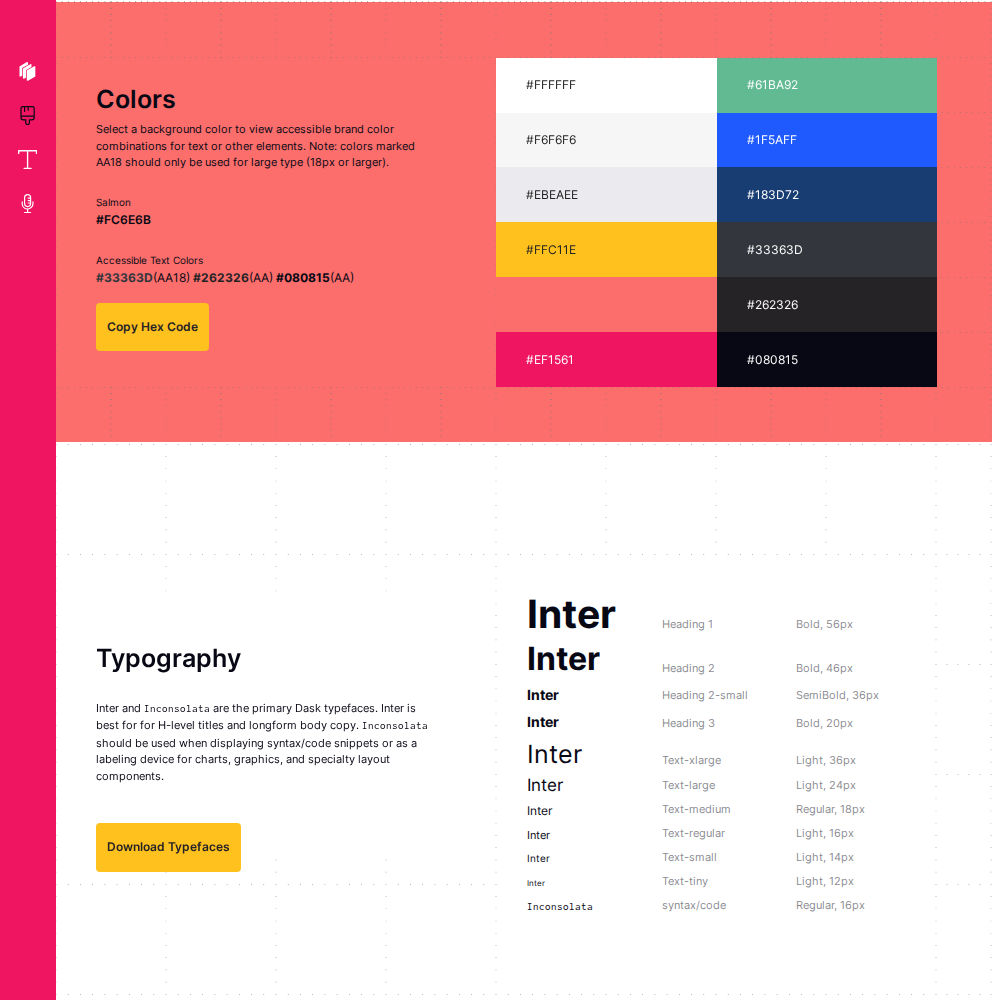 Colors
Select a background color to view accessible brand color
combinations for text or other elements. Note: colors marked
AA18 should only be used for large type (18px or larger).
Salmon
#FC6E6B
Accessible Text Colors
#33363D(AA18) #262326(AA) #080815(AA)
Copy Hex Code
#FFFFFF
#61BA92
#F6F6F6
#1F5AFF
#EBEAEE
#183D72
#FFC11E
#33363D
#262326
#EF1561
#080815
Typography
Inter and Inconsolata are the primary Dask typefaces. Inter is
best for for H-level titles and longform body copy. Inconsolata
should be used when displaying syntax/code snippets or as a
labeling device for charts, graphics, and specialty layout
components.
Download Typefaces
Inter Heading 1 Bold, 56px
Inter Heading 2 Bold, 46px
Inter Heading 2-small SemiBold, 36px
Inter Heading 3 Bold, 20px
Inter Text-xlarge Light, 36px
Inter Text-large Light, 24px
Inter Text-medium Regular, 18px
Inter Text-regular Light, 16px
Inter Text-small Light, 14px
Inter Text-tiny Light, 12px
Inconsolata syntax/code Regular, 16px